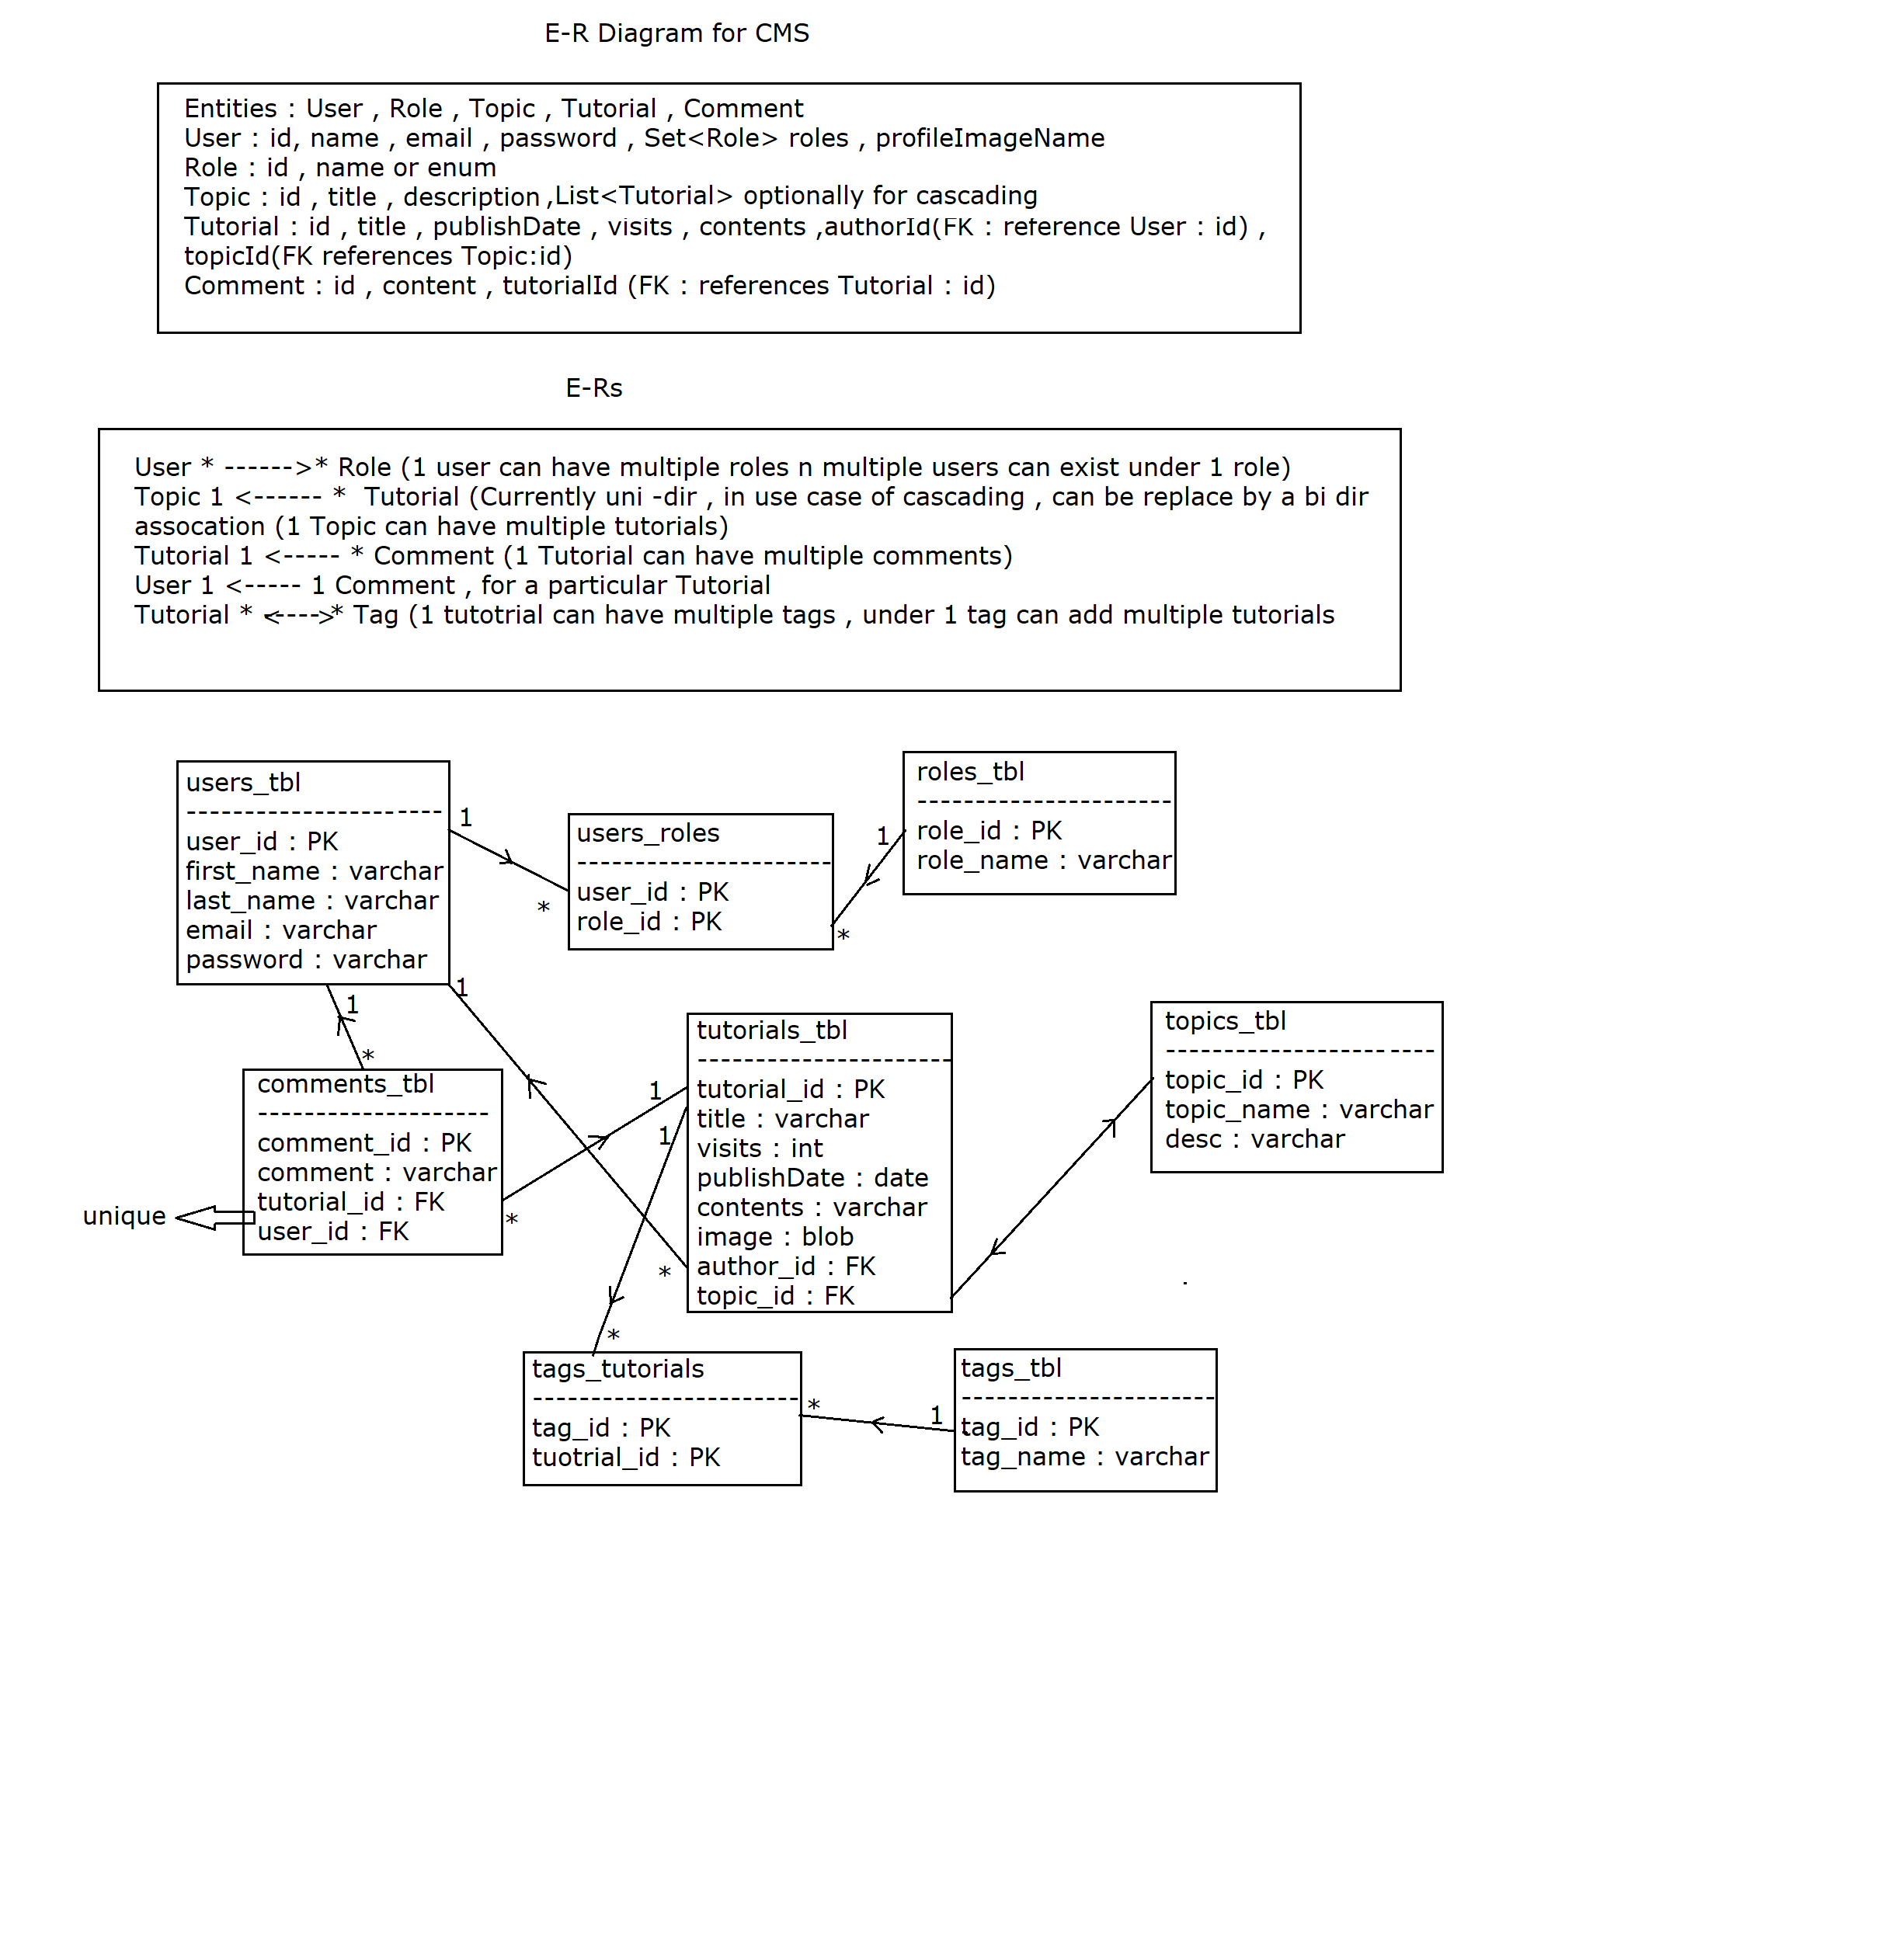 E-R Diagram for CMS
Entities : User , Role , Topic , Tutorial , Comment
User : id, name , email , password , Set<Role> roles , profileImageName
Role : id , name or enum
Topic : id , title , description ,List<Tutorial> optionally for cascading
Tutorial : id , title , publishDate , visits , contents ,authorId(FK : reference User : id) ,
topicId(FK references Topic:id)
Comment : id , content , tutorialId (FK : references Tutorial : id)
E-Rs
User * ------>* Role (1 user can have multiple roles n multiple users can exist under 1 role)
Topic 1 <------ *  Tutorial (Currently uni -dir , in use case of cascading , can be replace by a bi dir
assocation (1 Topic can have multiple tutorials)
Tutorial 1 <----- * Comment (1 Tutorial can have multiple comments)
User 1 <----- 1 Comment , for a particular Tutorial
Tutorial * <---->* Tag (1 tutotrial can have multiple tags , under 1 tag can add multiple tutorials
users_tbl
----------------------
user_id : PK
first_name : varchar
last_name : varchar
email : varchar
password : varchar
1
*
users_roles
----------------------
user_id : PK
role_id : PK
roles_tbl
----------------------
role_id : PK
role_name : varchar
1
*
1
*
1
*
comments_tbl
--------------------
comment_id : PK
comment : varchar
tutorial_id : FK
user_id : FK
unique
1
*
tutorials_tbl
----------------------
tutorial_id : PK
title : varchar
visits : int
publishDate : date
contents : varchar
image : blob
author_id : FK
topic_id : FK
topics_tbl
-----------------------
topic_id : PK
topic_name : varchar
desc : varchar
1
*
tags_tutorials
-----------------------
tag_id : PK
tuotrial_id : PK
*
1
tags_tbl
----------------------
tag_id : PK
tag_name : varchar